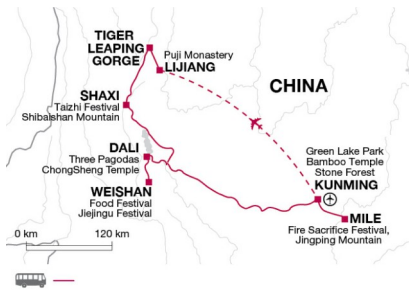 TIGER
LEAPING
GORGE
Puji Monastery
LIJIANG
CHINA
SHAXI
Taizhi Festival
Shibaishan Mountain
DALI
Three Pagodas
ChongSheng Temple
WEISHAN
Food Festival
Jiejingu Festival
Green Lake Park
Bamboo Temple
Stone Forest
KUNMING
MILE
Fire Sacrifice Festival,
Jingping Mountain
0 km 120 km